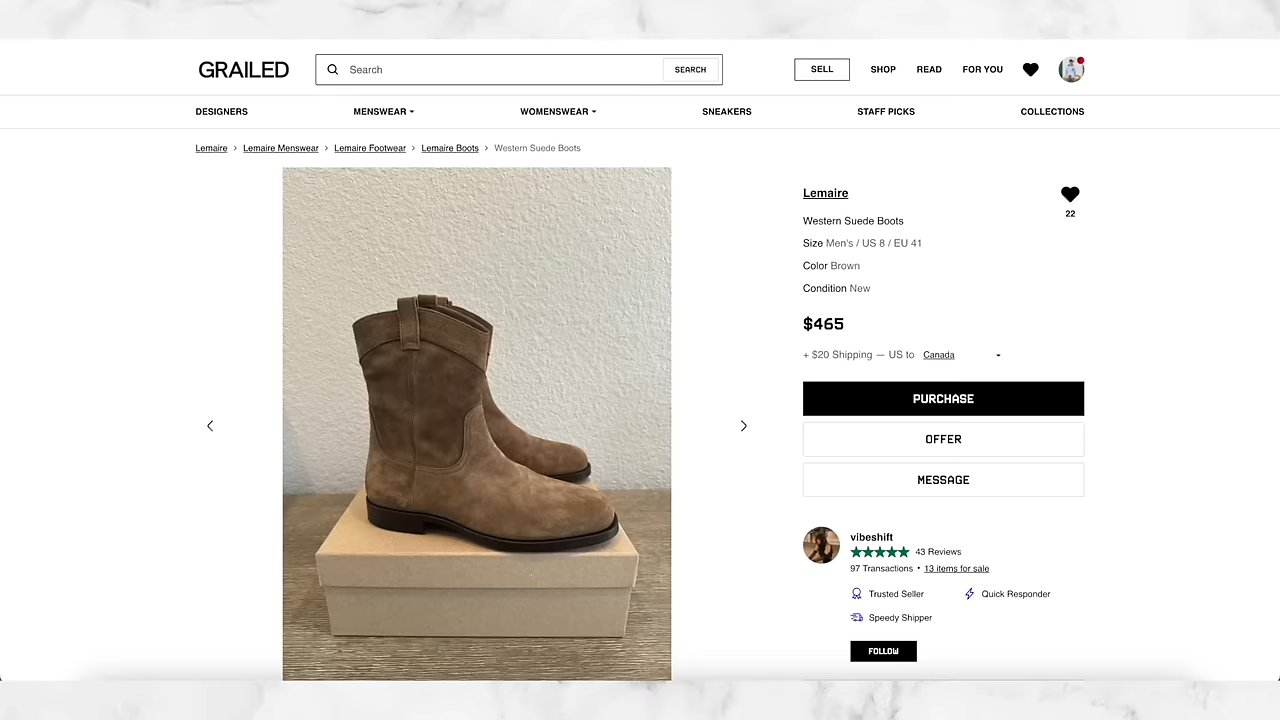 GRAILED
Search
SEARCH
SELL
SHOP
READ
FOR YOU
DESIGNERS
MENSWEAR
WOMENSWEAR
SNEAKERS
STAFF PICKS
COLLECTIONS
Lemaire > Lemaire Menswear > Lemaire Footwear > Lemaire Boots > Western Suede Boots
Lemaire
22
Western Suede Boots
Size Men's / US 8 / EU 41
Color Brown
Condition New
$465
+ $20 Shipping — US to Canada
PURCHASE
OFFER
MESSAGE
vibeshift
43 Reviews
97 Transactions • 13 items for sale
Trusted Seller
Quick Responder
Speedy Shipper
FOLLOW